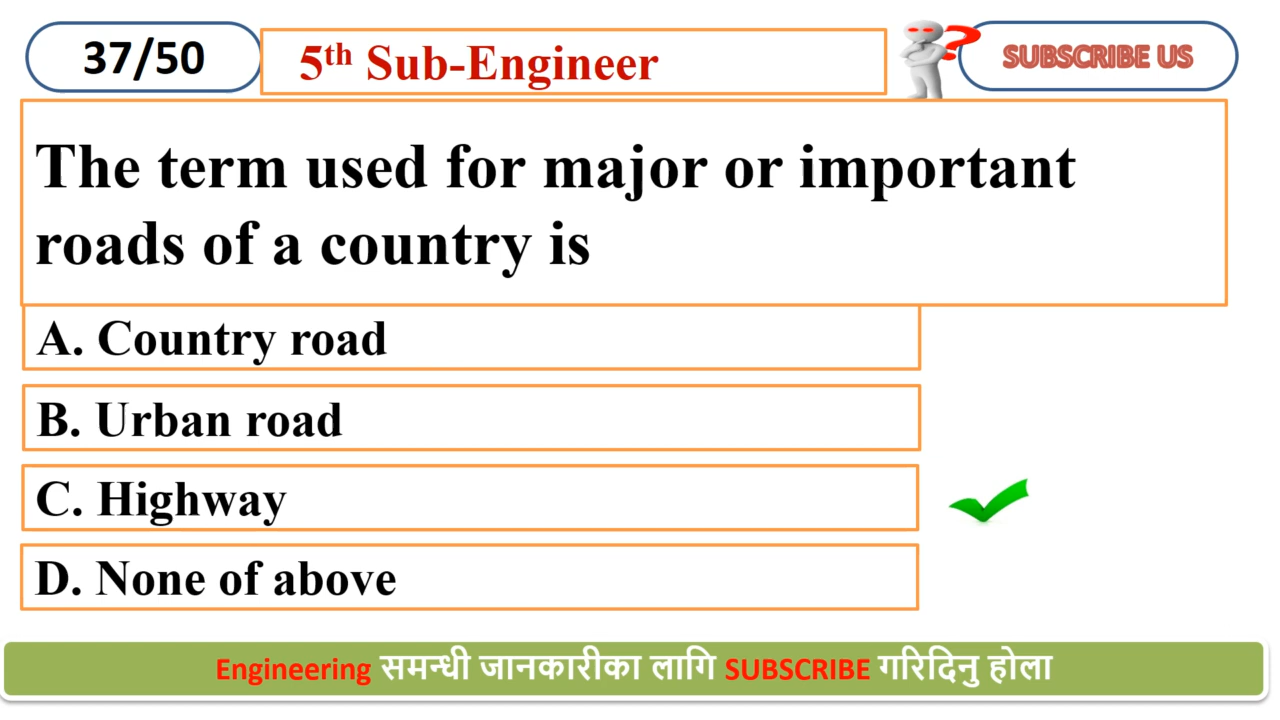 37/50
5th Sub-Engineer
?
SUBSCRIBE US
The term used for major or important
roads of a country is
A. Country road
B. Urban road
C. Highway
D. None of above
Engineering समन्धी जानकारीका लागि SUBSCRIBE गरिदिनु होला